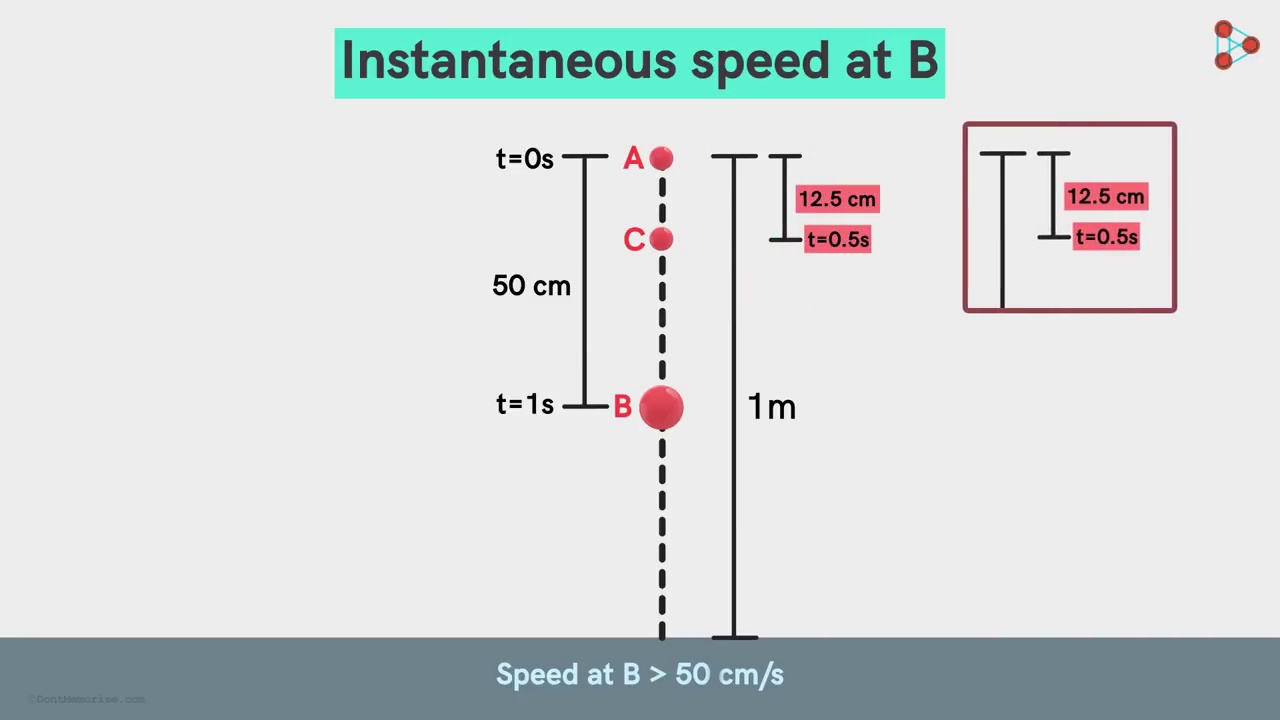 Instantaneous speed at B
t=0s
A
12.5 cm
C
t=0.5s
50 cm
t=1s
B
1m
12.5 cm
t=0.5s
Speed at B > 50 cm/s
©DontMemorise.com